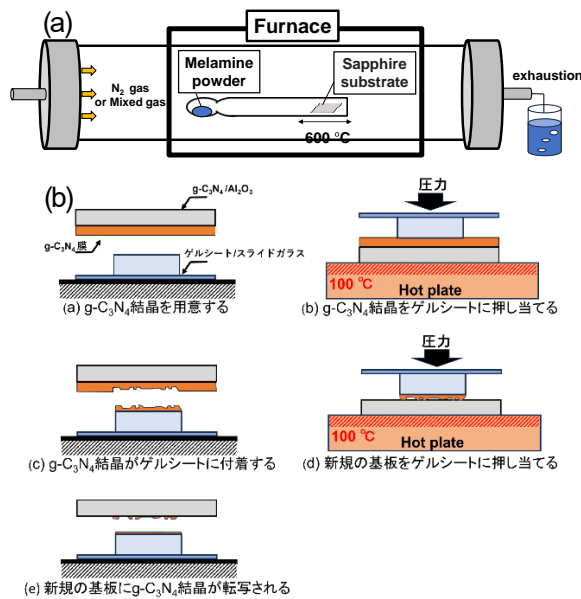 (a)
Furnace
Melamine
powder
Sapphire
substrate
N₂ gas
or Mixed gas
600 ℃
exhaustion
(b)
g-C₃N₄/Al₂O₃
g-C₃N₄膜
ゲルシート/スライドガラス
(a) g-C₃N₄結晶を用意する
圧力
100 ℃
Hot plate
(b) g-C₃N₄結晶をゲルシートに押し当てる
(c) g-C₃N₄結晶がゲルシートに付着する
圧力
100 ℃
Hot plate
(d) 新規の基板をゲルシートに押し当てる
(e) 新規の基板にg-C₃N₄結晶が転写される